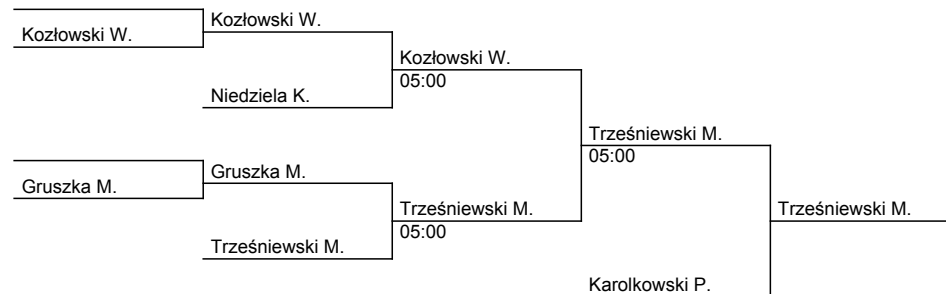 Kozłowski W.
Kozłowski W.
Kozłowski W.
05:00
Niedziela K.
Trześniewski M.
05:00
Gruszka M.
Gruszka M.
Trześniewski M.
05:00
Trześniewski M.
Trześniewski M.
Karolkowski P.